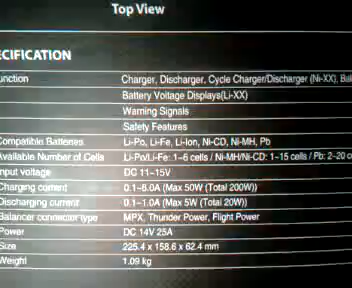 Top View
ECIFICATION
unction Charger, Discharger, Cycle Charger/Discharger (Ni-XX), Bal
Battery Voltage Displays(Li-XX)
Warning Signals
Safety Features
Compatible Batteries Li-Po, Li-Fe, Li-Ion, Ni-CD, Ni-MH, Pb
Available Number of Cells Li-Po/Li-Fe: 1~6 cells / Ni-MH/Ni-CD: 1~15 cells / Pb: 2~20 c
nput voltage DC 11~15V
Charging current 0.1~6.0A (Max 50W (Total 200W))
Discharging current 0.1~1.0A (Max 5W (Total 20W))
Balancer connector type MPX, Thunder Power, Flight Power
Power DC 14V 25A
Size 225.4 x 158.6 x 62.4 mm
Weight 1.09 kg